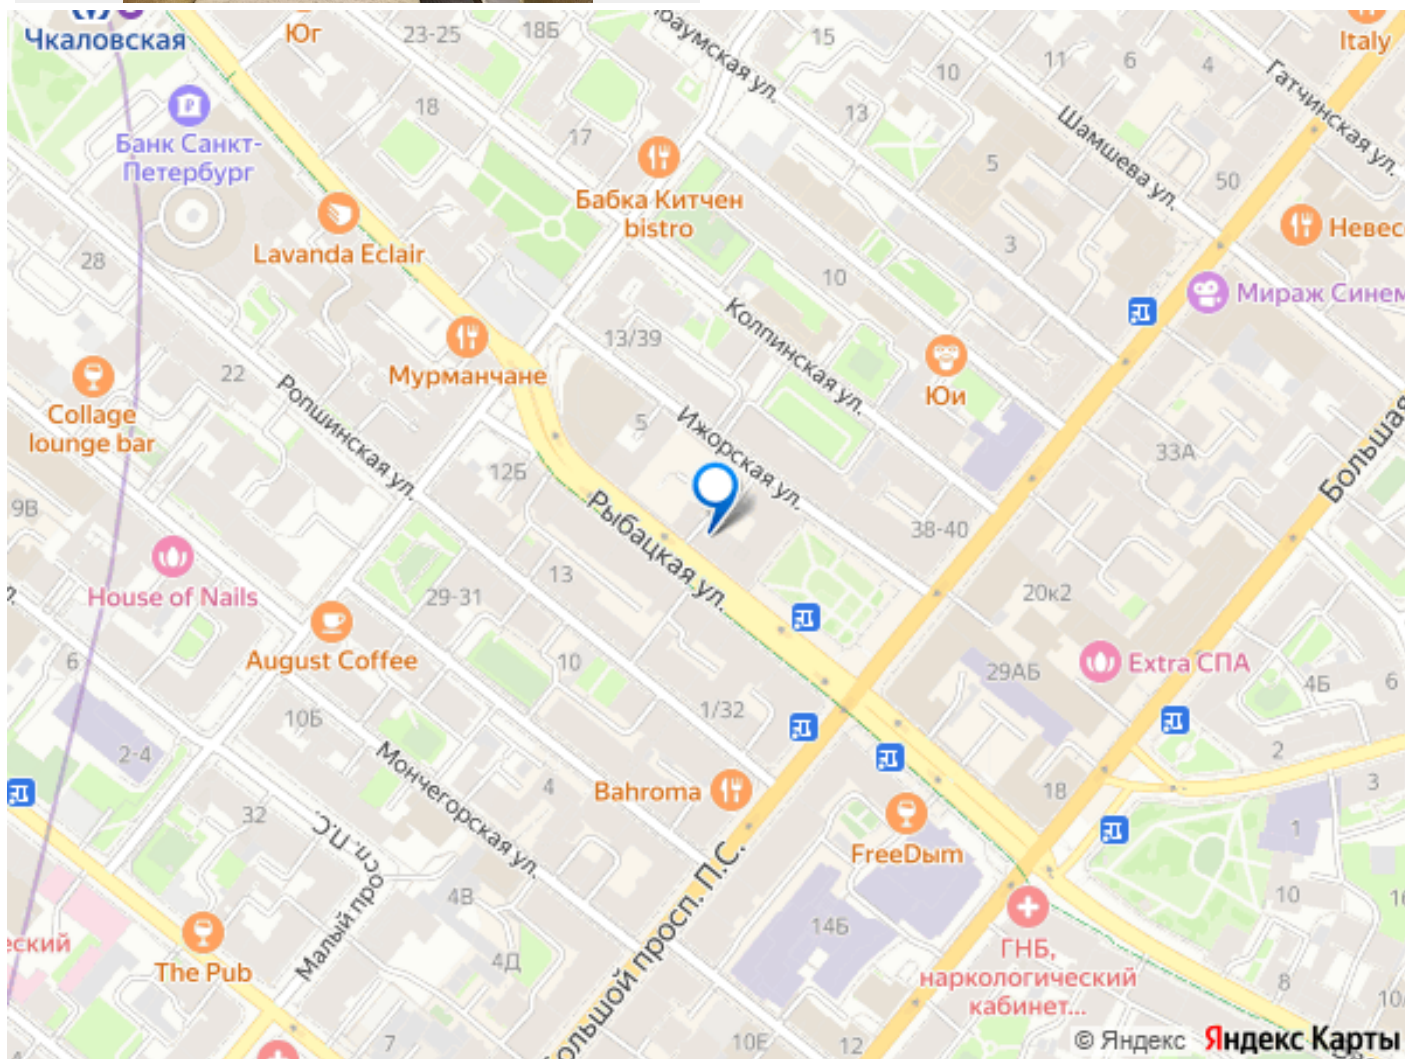 Чкаловская
Юг
23-25
18Б
15
Italy
10
11
6
4
Гатчинская ул.
18
17
13
Шамшева ул.
Банк Санкт-
Петербург
Бабка Китчен
bistro
5
50
Lavanda Eclair
3
28
10
Мираж
Колпинская ул.
13/39
Мурманчане
Юи
22
Ропшинская ул.
Collage
lounge bar
5
Ижорская ул.
33А
Большая
12Б
9В
Рыбацкая ул.
38-40
13
20к2
House of Nails
29-31
August Coffee
10
29АБ
Extra СПА
6
4Б
6
10Б
1/32
2-4
Мончегорская ул.
4
Bahroma
2
3
18
32
Малый просп. П.С.
FreeDым
1
4В
Большой просп. П.С.
14Б
10
The Pub
4Д
ГНБ,
наркологический
кабинет...
8
7
10Е
12
© Яндекс Яндекс Карты